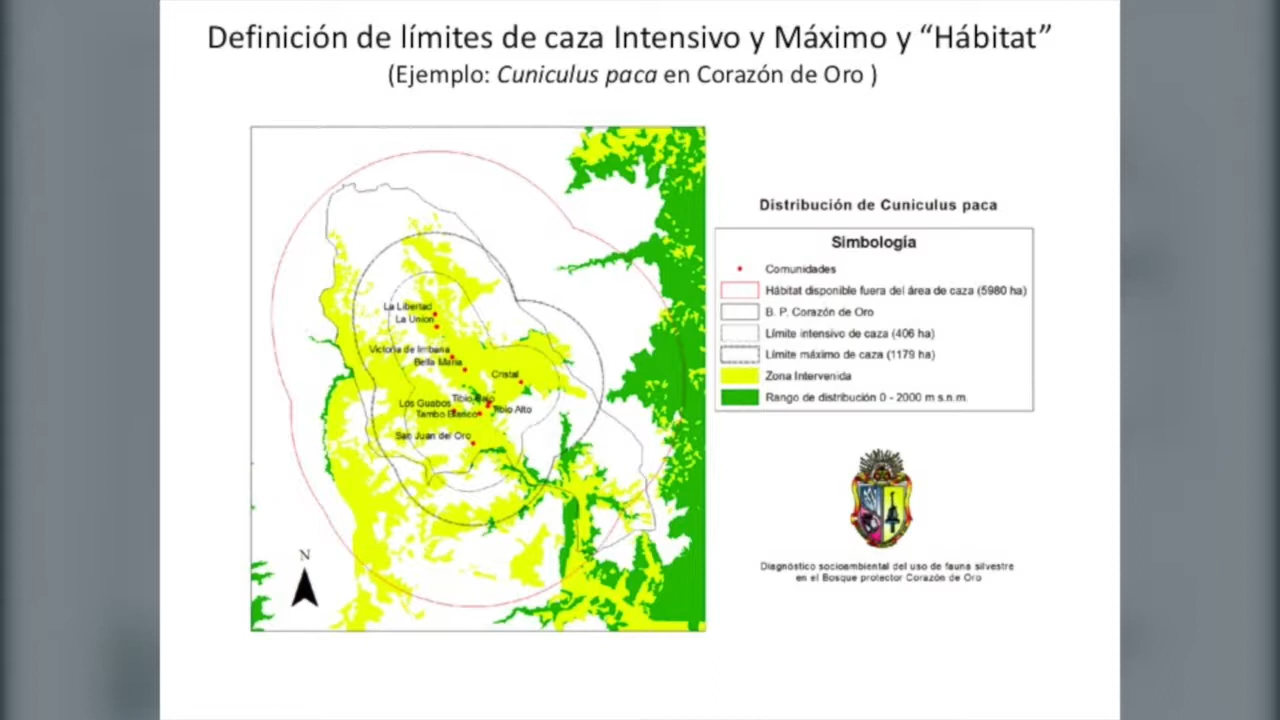 Definición de límites de caza Intensivo y Máximo y “Hábitat”
(Ejemplo: Cuniculus paca en Corazón de Oro )
Distribución de Cuniculus paca
Simbología
Comunidades
Hábitat disponible fuera del área de caza (5980 ha)
B. P. Corazón de Oro
Límite intensivo de caza (406 ha)
Límite máximo de caza (1179 ha)
Zona Intervenida
Rango de distribución 0 - 2000 m s.n.m.
La Libertad
La Union
Victoria de Imbana
Bella Maria
Cristal
Los Guabos
Tibio Bajo
Tambo Blanco
Tibio Alto
San Juan del Oro
N
Diagnóstico socioambiental del uso de fauna silvestre
en el Bosque protector Corazón de Oro